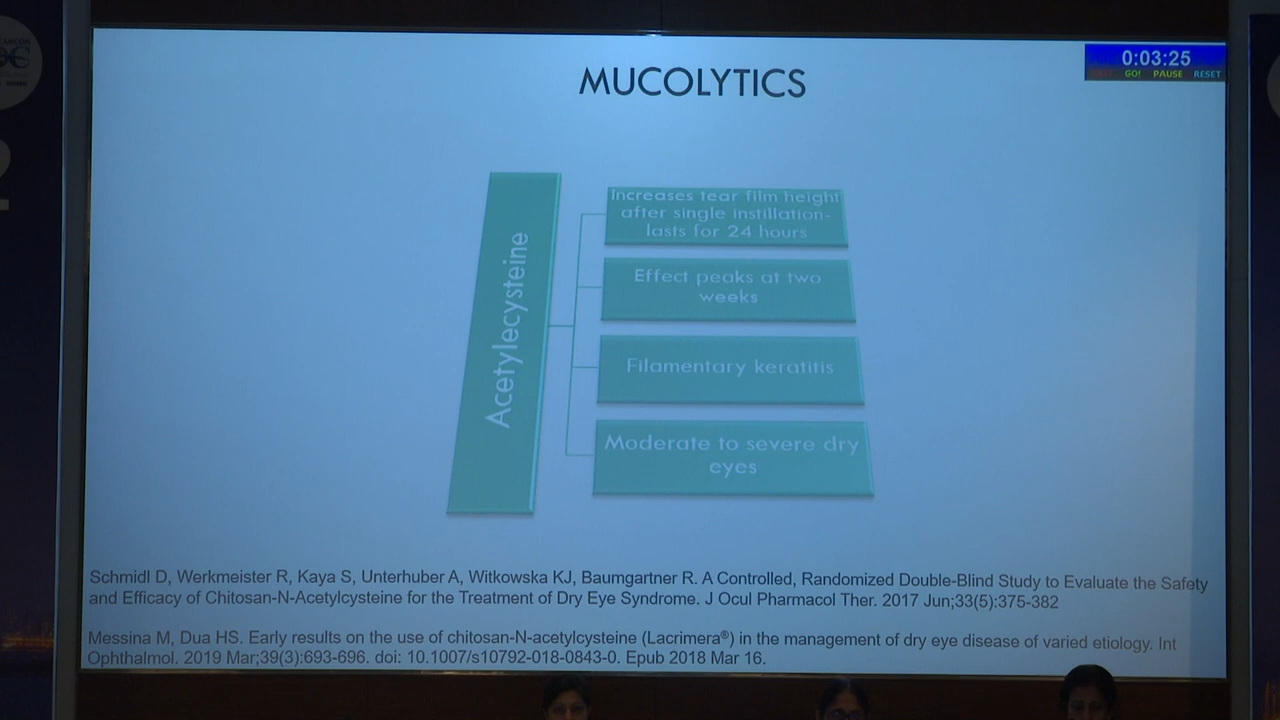 0:03:25
GO! PAUSE RESET
MUCOLYTICS
Acetylecysteine
Increases tear film height
after single instillation-
lasts for 24 hours
Effect peaks at two
weeks
Filamentary keratitis
Moderate to severe dry
eyes
Schmidl D, Werkmeister R, Kaya S, Unterhuber A, Witkowska KJ, Baumgartner R. A Controlled, Randomized Double-Blind Study to Evaluate the Safety
and Efficacy of Chitosan-N-Acetylcysteine for the Treatment of Dry Eye Syndrome. J Ocul Pharmacol Ther. 2017 Jun;33(5):375-382
Messina M, Dua HS. Early results on the use of chitosan-N-acetylcysteine (Lacrimera®) in the management of dry eye disease of varied etiology. Int
Ophthalmol. 2019 Mar;39(3):693-696. doi: 10.1007/s10792-018-0843-0. Epub 2018 Mar 16.
2